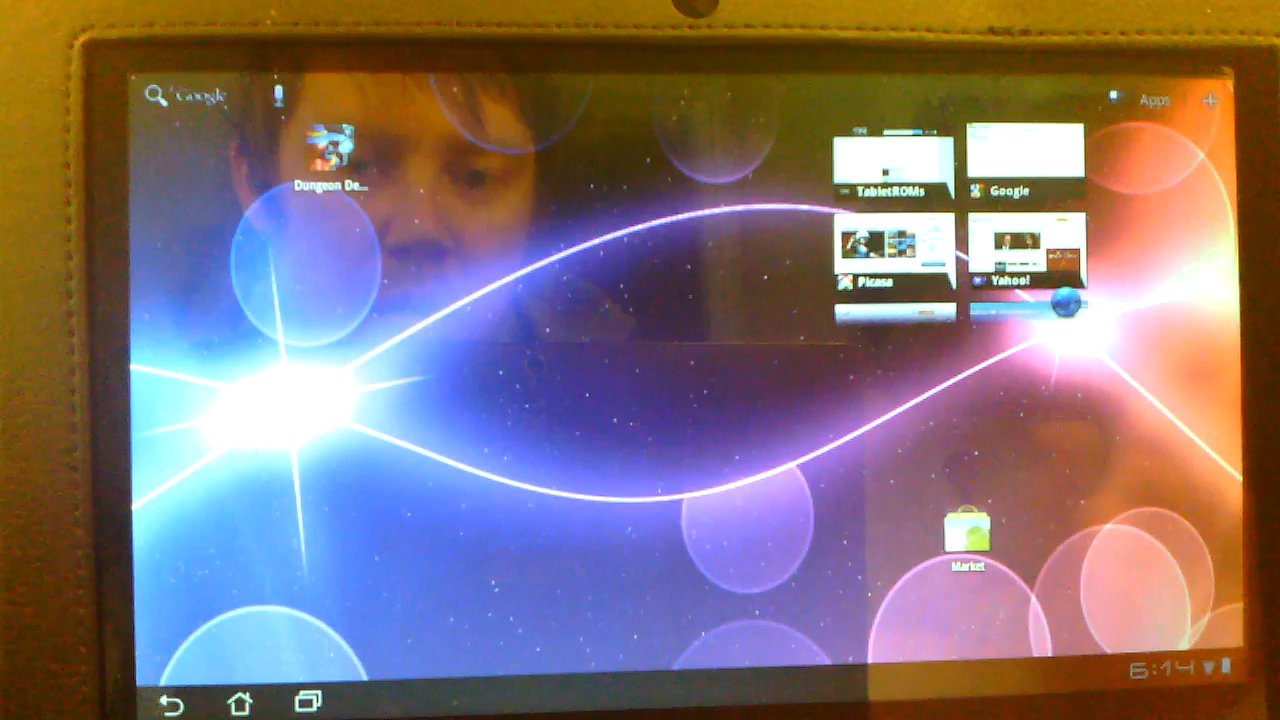 Google
Apps
Dungeon De...
TabletROMs
Google
Picasa
Yahoo!
Market
6:14